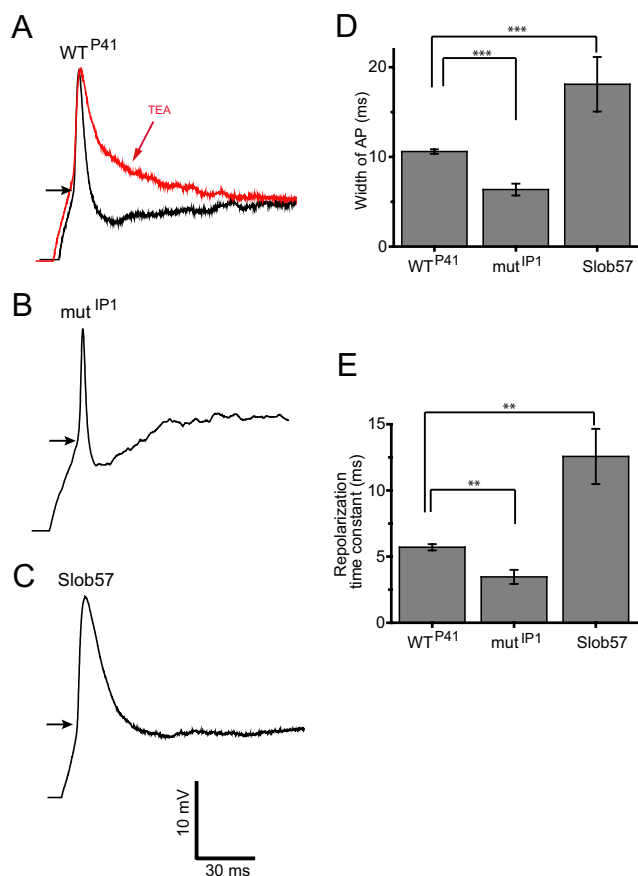 A
WT P41
TEA
B
mut IP1
C
Slob57
10 mV
30 ms
D
***
***
20
10
0
Width of AP (ms)
WT P41
mut IP1
Slob57
E
**
**
15
10
5
0
Repolarization
time constant (ms)
WT P41
mut IP1
Slob57